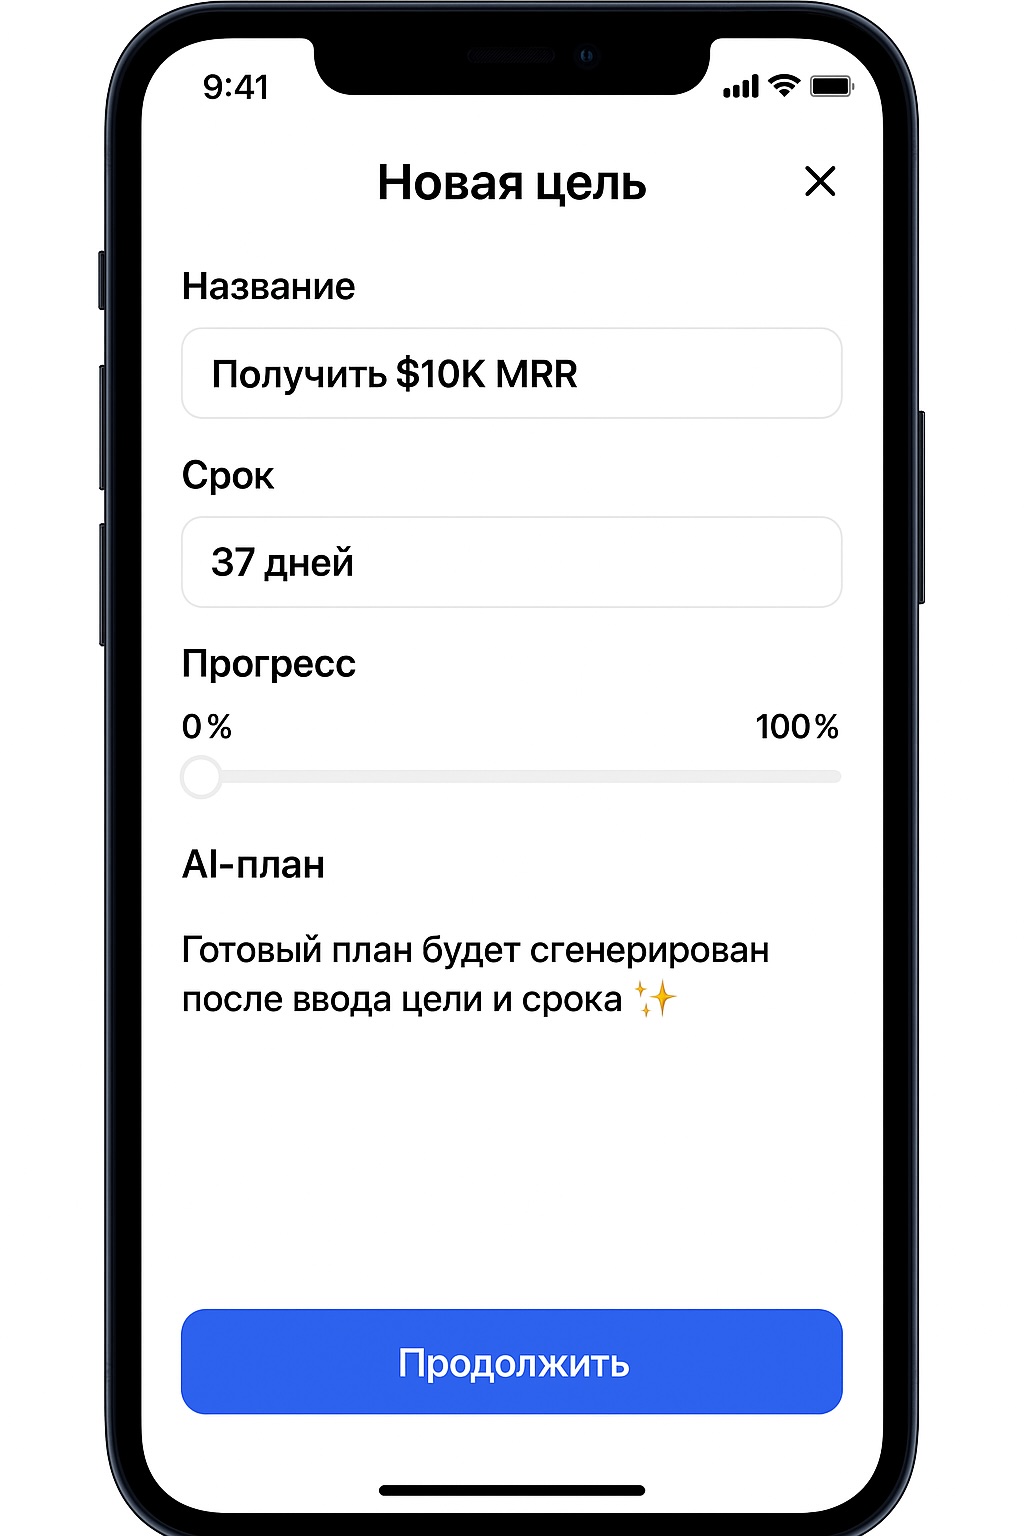 9:41
Новая цель
Название
Получить $10K MRR
Срок
37 дней
Прогресс
0% 100%
AI-план
Готовый план будет сгенерирован
после ввода цели и срока ✨
Продолжить